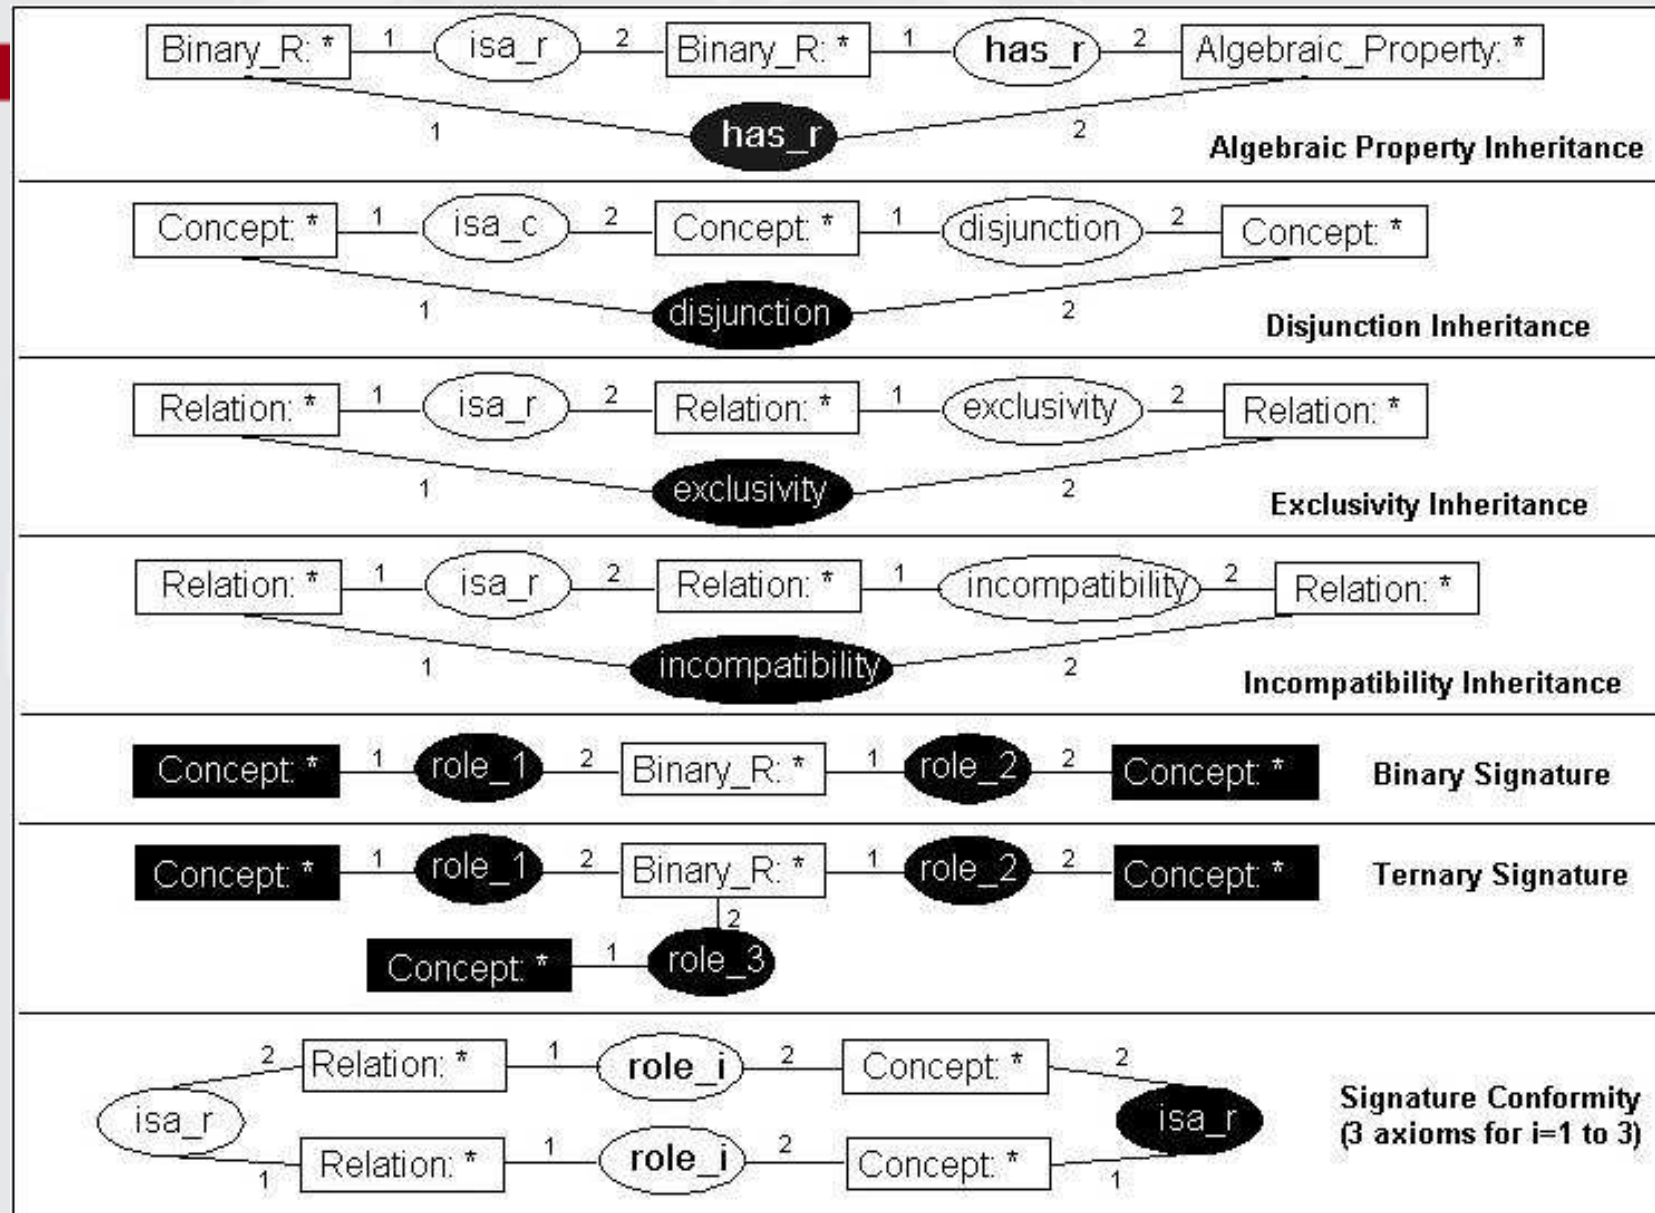 Binary_R: * 1 isa_r 2 Binary_R: * 1 has_r 2 Algebraic_Property: *
1 has_r 2
Algebraic Property Inheritance
Concept: * 1 isa_c 2 Concept: * 1 disjunction 2 Concept: *
1 disjunction 2
Disjunction Inheritance
Relation: * 1 isa_r 2 Relation: * 1 exclusivity 2 Relation: *
1 exclusivity 2
Exclusivity Inheritance
Relation: * 1 isa_r 2 Relation: * 1 incompatibility 2 Relation: *
1 incompatibility 2
Incompatibility Inheritance
Concept: * 1 role_1 2 Binary_R: * 1 role_2 2 Concept: * Binary Signature
Concept: * 1 role_1 2 Binary_R: * 1 role_2 2 Concept: * Ternary Signature
2
Concept: * 1 role_3
2 Relation: * 1 role_i 2 Concept: * 2
isa_r isa_r
Signature Conformity
(3 axioms for i=1 to 3)
1 Relation: * 1 role_i 2 Concept: * 1